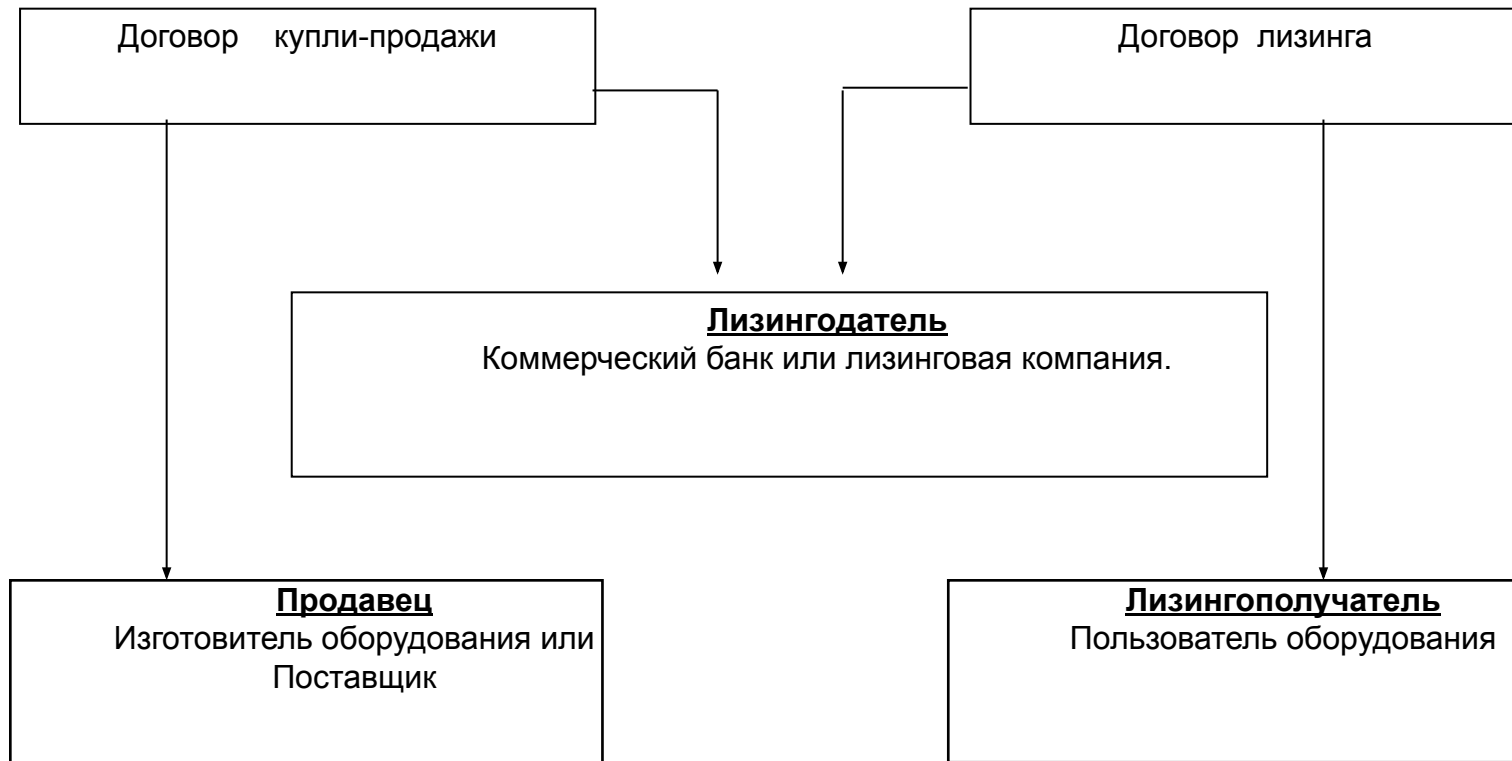 Договор купли-продажи
Договор лизинга
Лизингодатель
Коммерческий банк или лизинговая компания.
Продавец
Изготовитель оборудования или
Поставщик
Лизингополучатель
Пользователь оборудования